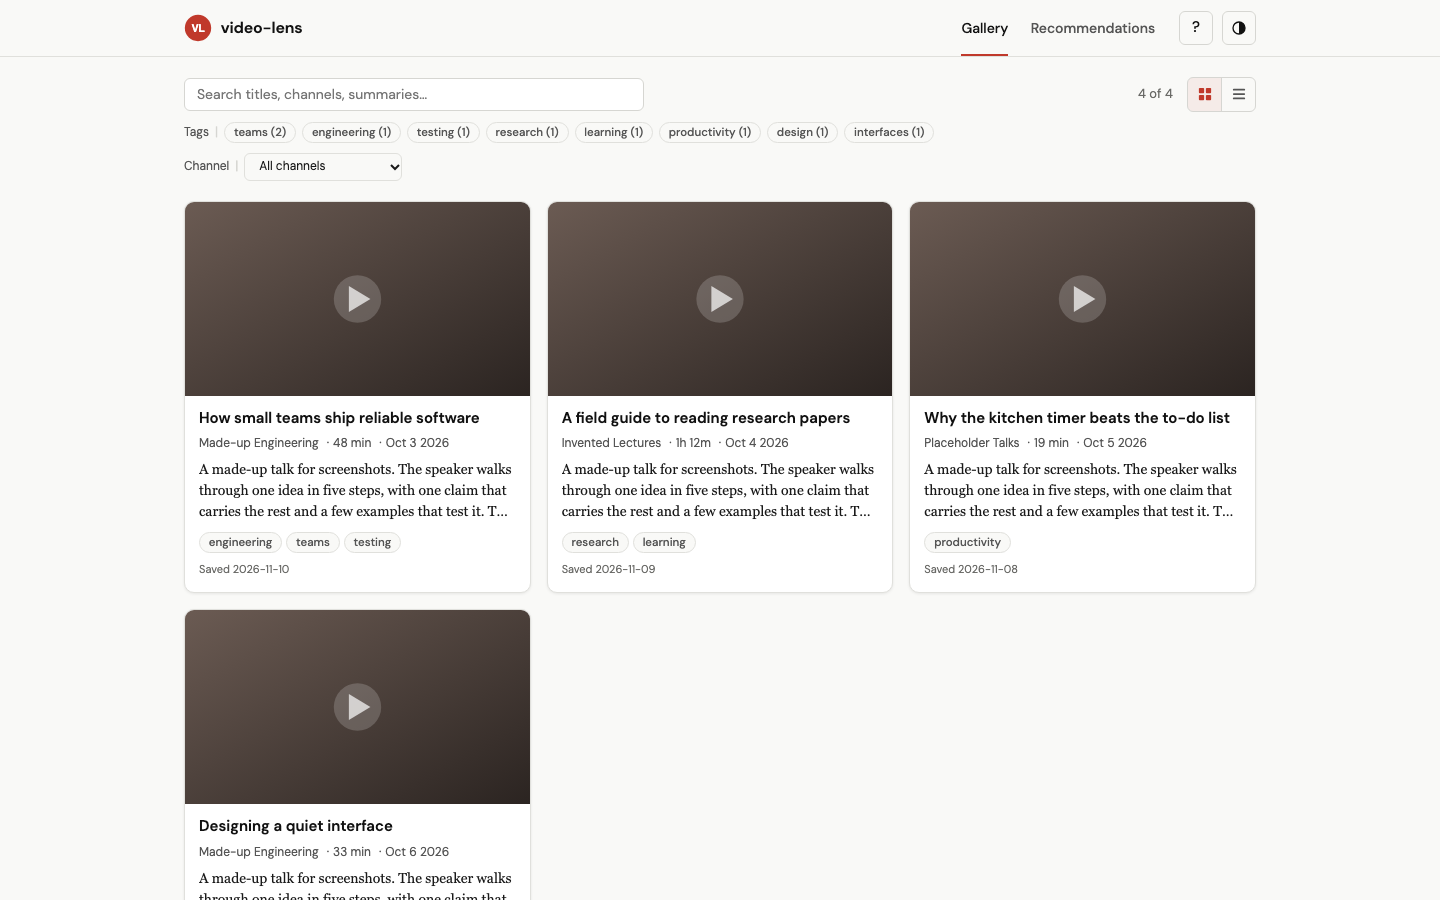 VL video-lens
Gallery
Recommendations
?
Search titles, channels, summaries...
4 of 4
Tags | teams (2) engineering (1) testing (1) research (1) learning (1) productivity (1) design (1) interfaces (1)
Channel | All channels
How small teams ship reliable software
Made-up Engineering · 48 min · Oct 3 2026
A made-up talk for screenshots. The speaker walks
through one idea in five steps, with one claim that
carries the rest and a few examples that test it. T...
engineering teams testing
Saved 2026-11-10
A field guide to reading research papers
Invented Lectures · 1h 12m · Oct 4 2026
A made-up talk for screenshots. The speaker walks
through one idea in five steps, with one claim that
carries the rest and a few examples that test it. T...
research learning
Saved 2026-11-09
Why the kitchen timer beats the to-do list
Placeholder Talks · 19 min · Oct 5 2026
A made-up talk for screenshots. The speaker walks
through one idea in five steps, with one claim that
carries the rest and a few examples that test it. T...
productivity
Saved 2026-11-08
Designing a quiet interface
Made-up Engineering · 33 min · Oct 6 2026
A made-up talk for screenshots. The speaker walks
through one idea in five steps, with one claim that